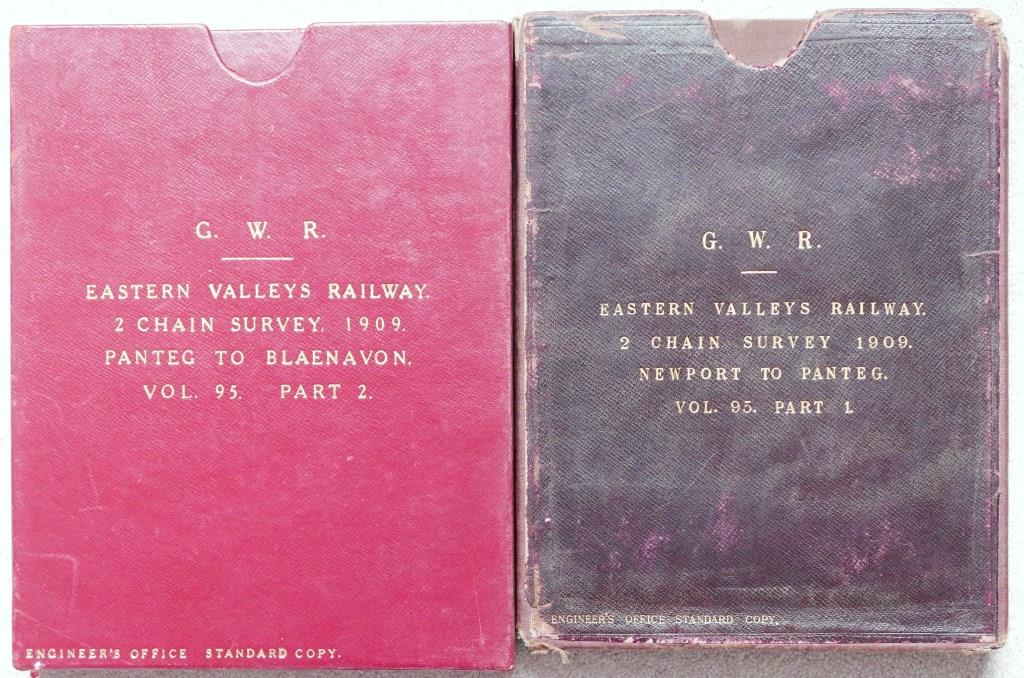 G. W. R.
EASTERN VALLEYS RAILWAY.
2 CHAIN SURVEY, 1909.
PANTEG TO BLAENAVON.
VOL. 95. PART 2.
ENGINEER'S OFFICE STANDARD COPY.
G. W. R.
EASTERN VALLEYS RAILWAY.
2 CHAIN SURVEY 1909.
NEWPORT TO PANTEG.
VOL. 95. PART 1.
ENGINEER'S OFFICE STANDARD COPY.